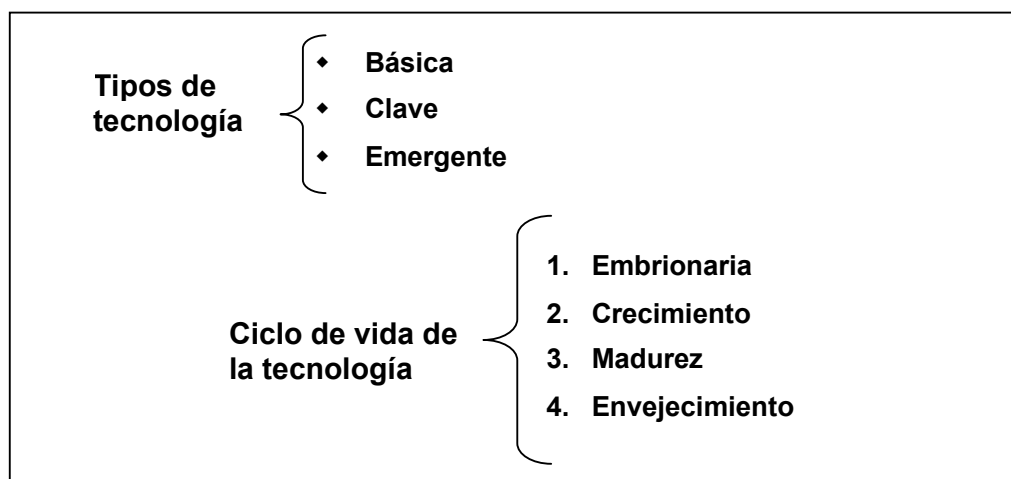 Tipos de
tecnología
◆ Básica
◆ Clave
◆ Emergente
Ciclo de vida de
la tecnología
1. Embrionaria
2. Crecimiento
3. Madurez
4. Envejecimiento